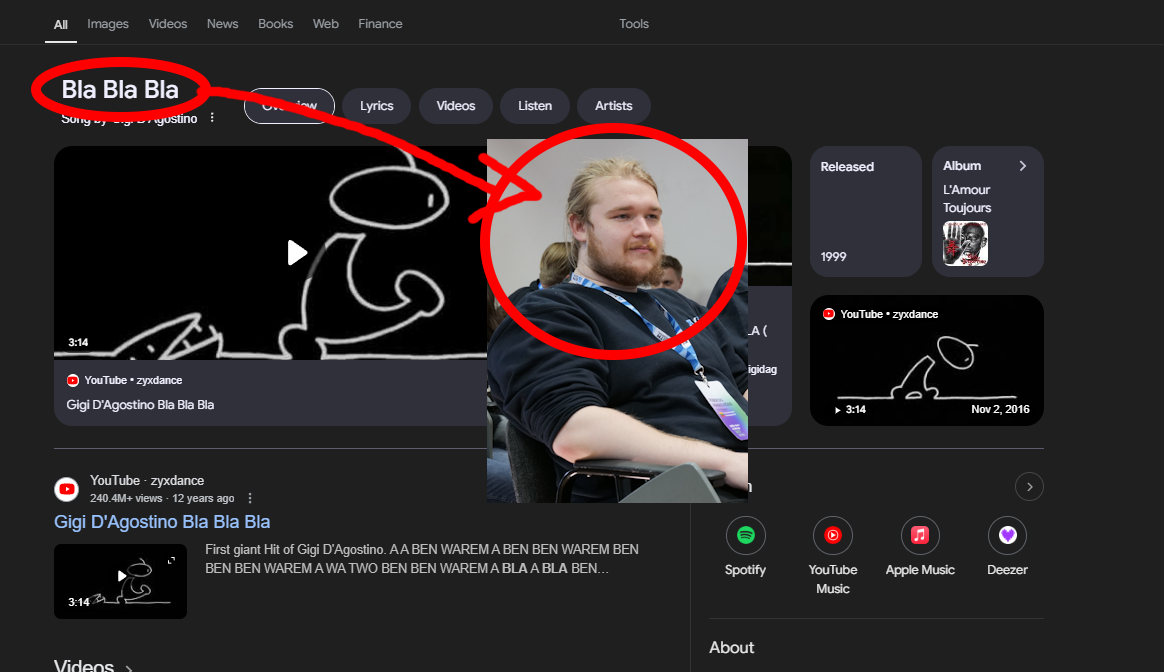 All Images Videos News Books Web Finance Tools
Bla Bla Bla
Overview Lyrics Videos Listen Artists
Song by Gigi D'Agostino
Released
1999
Album
L'Amour
Toujours
3:14
YouTube • zyxdance
Gigi D'Agostino Bla Bla Bla
LA (
igidag
YouTube • zyxdance
3:14
Nov 2, 2016
YouTube · zyxdance
240.4M+ views · 12 years ago
Gigi D'Agostino Bla Bla Bla
First giant Hit of Gigi D'Agostino. A A BEN WAREM A BEN BEN WAREM BEN
BEN BEN WAREM A WA TWO BEN BEN WAREM A BLA A BLA BEN...
3:14
Spotify
YouTube
Music
Apple Music
Deezer
About
Videos